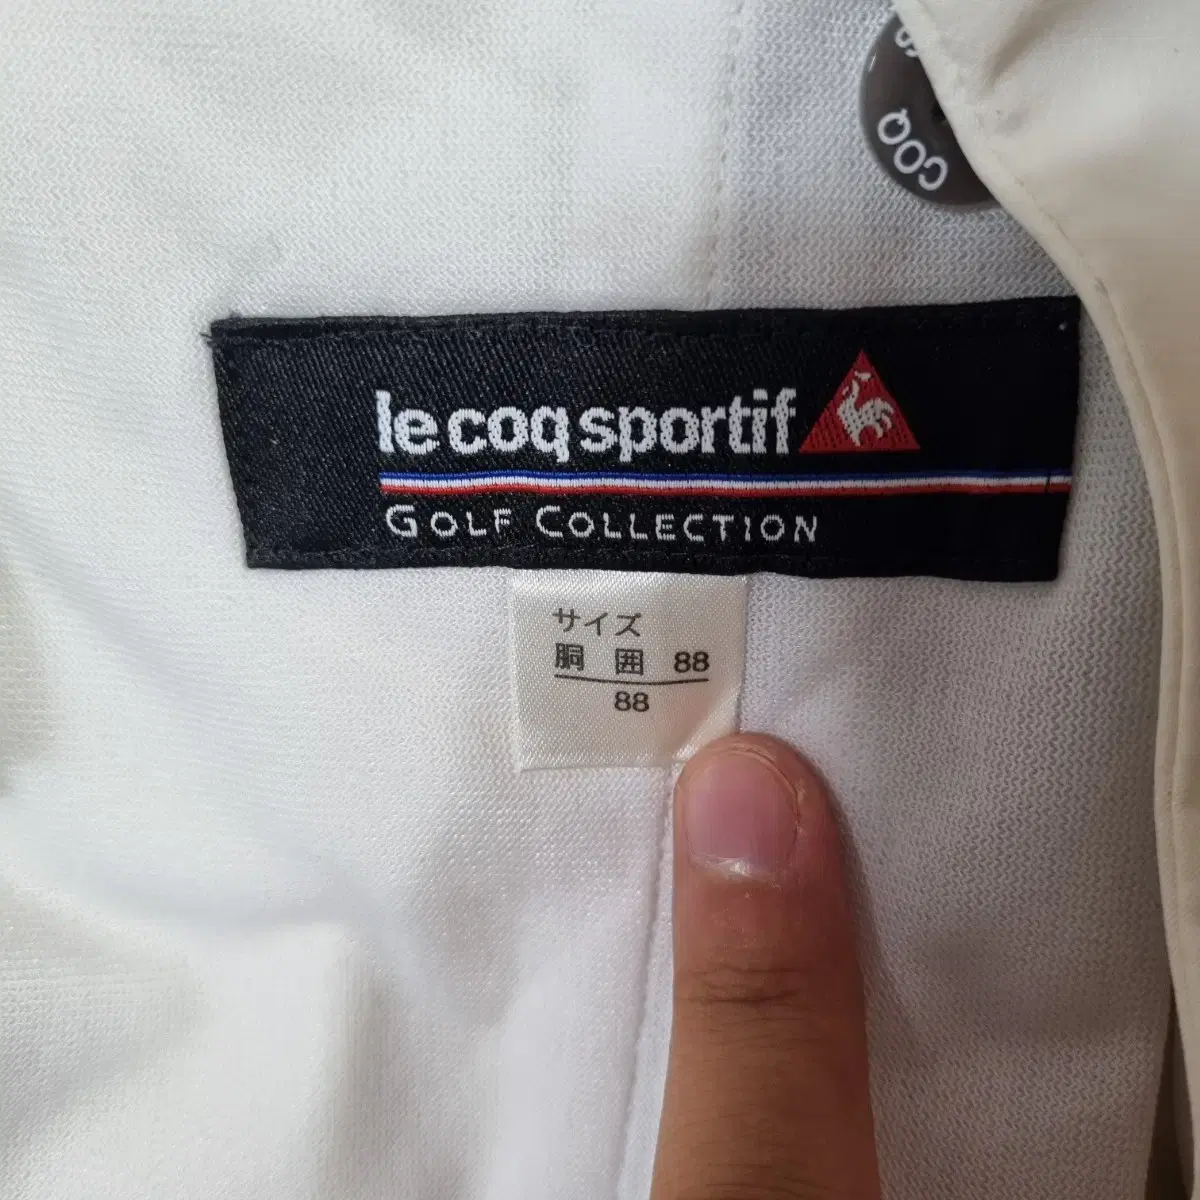 COQ
le coq sportif
GOLF COLLECTION
サイズ
胴 囲 88
88